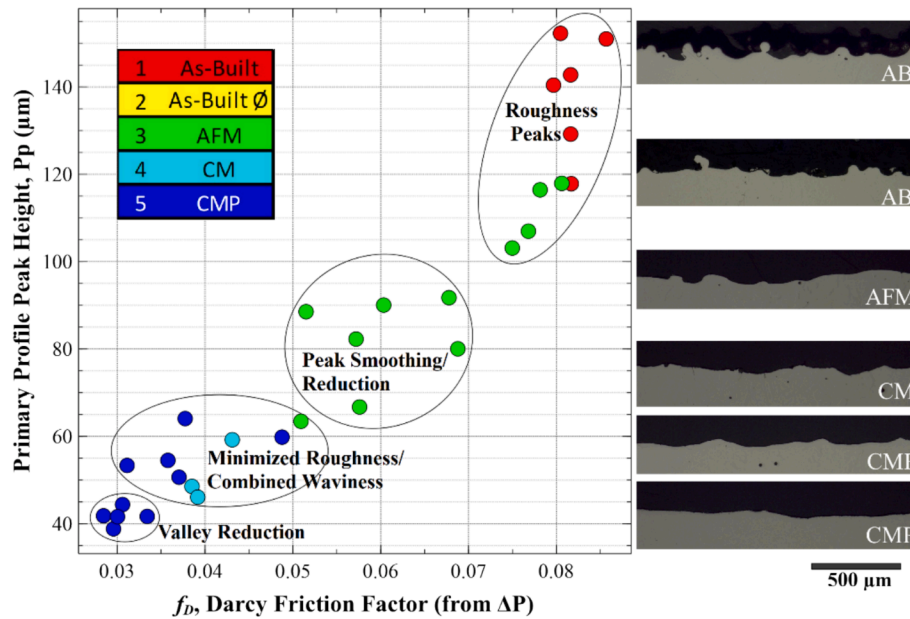 1 As-Built
2 As-Built Ø
3 AFM
4 CM
5 CMP
Primary Profile Peak Height, Pp (µm)
140
120
100
80
60
40
Roughness
Peaks
Peak Smoothing/
Reduction
Minimized Roughness/
Combined Waviness
Valley Reduction
0.03 0.04 0.05 0.06 0.07 0.08
f_D, Darcy Friction Factor (from ΔP)
AB
AB
AFM
CM
CMP
CMP
500 µm